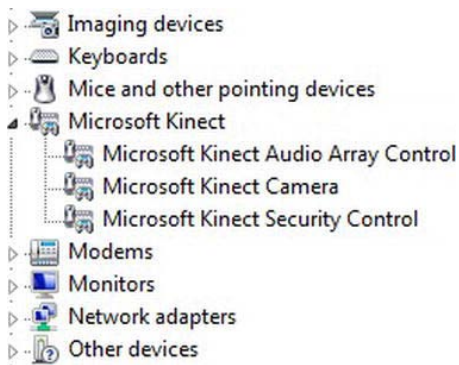 Imaging devices
Keyboards
Mice and other pointing devices
Microsoft Kinect
Microsoft Kinect Audio Array Control
Microsoft Kinect Camera
Microsoft Kinect Security Control
Modems
Monitors
Network adapters
Other devices